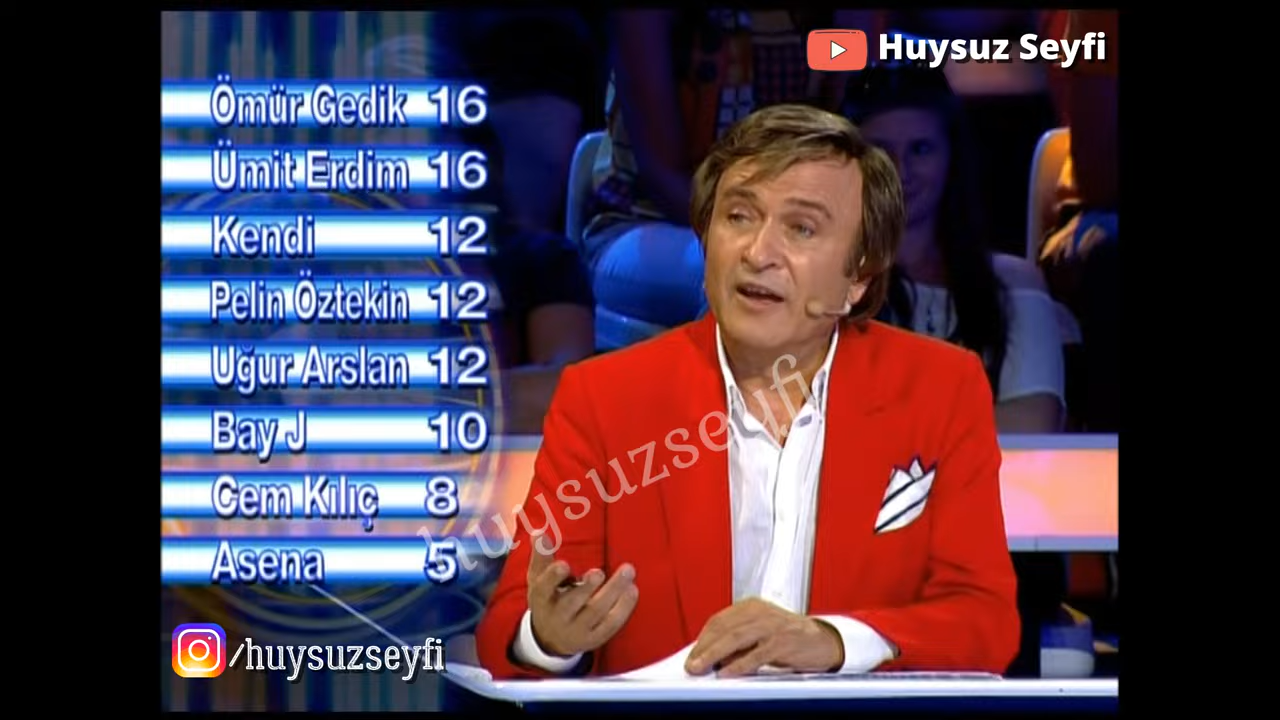 Huysuz Seyfi
Ömür Gedik 16
Ümit Erdim 16
Kendi 12
Pelin Öztekin 12
Uğur Arslan 12
Bay J 10
Cem Kılıç 8
Asena 5
huysuzseyfi
/huysuzseyfi